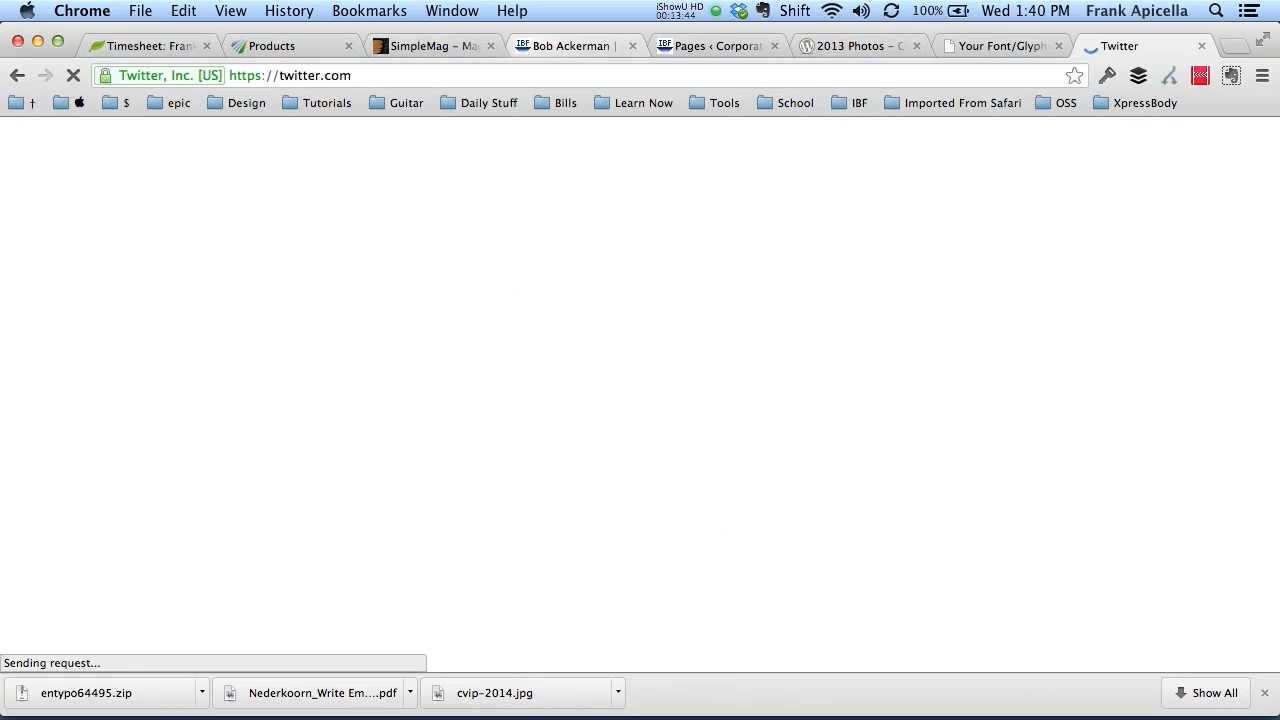 Chrome File Edit View History Bookmarks Window Help iShowU HD 00:13:44 Shift 100% Wed 1:40 PM Frank Apicella
Timesheet: Fran Products SimpleMag – Ma Bob Ackerman | Pages ‹ Corporat 2013 Photos – C Your Font/Glyph Twitter
Twitter, Inc. [US] https://twitter.com
† $ epic Design Tutorials Guitar Daily Stuff Bills Learn Now Tools School IBF Imported From Safari OSS XpressBody
Sending request...
entypo64495.zip Nederkoorn_Write Em....pdf cvip-2014.jpg Show All